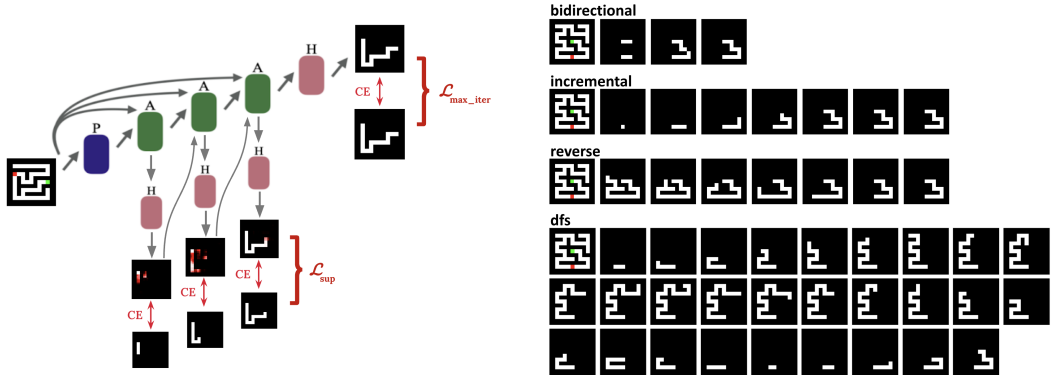 H
A
A
A
P
CE
ℒmax_iter
H
H
H
CE
CE
CE
ℒsup
bidirectional
incremental
reverse
dfs